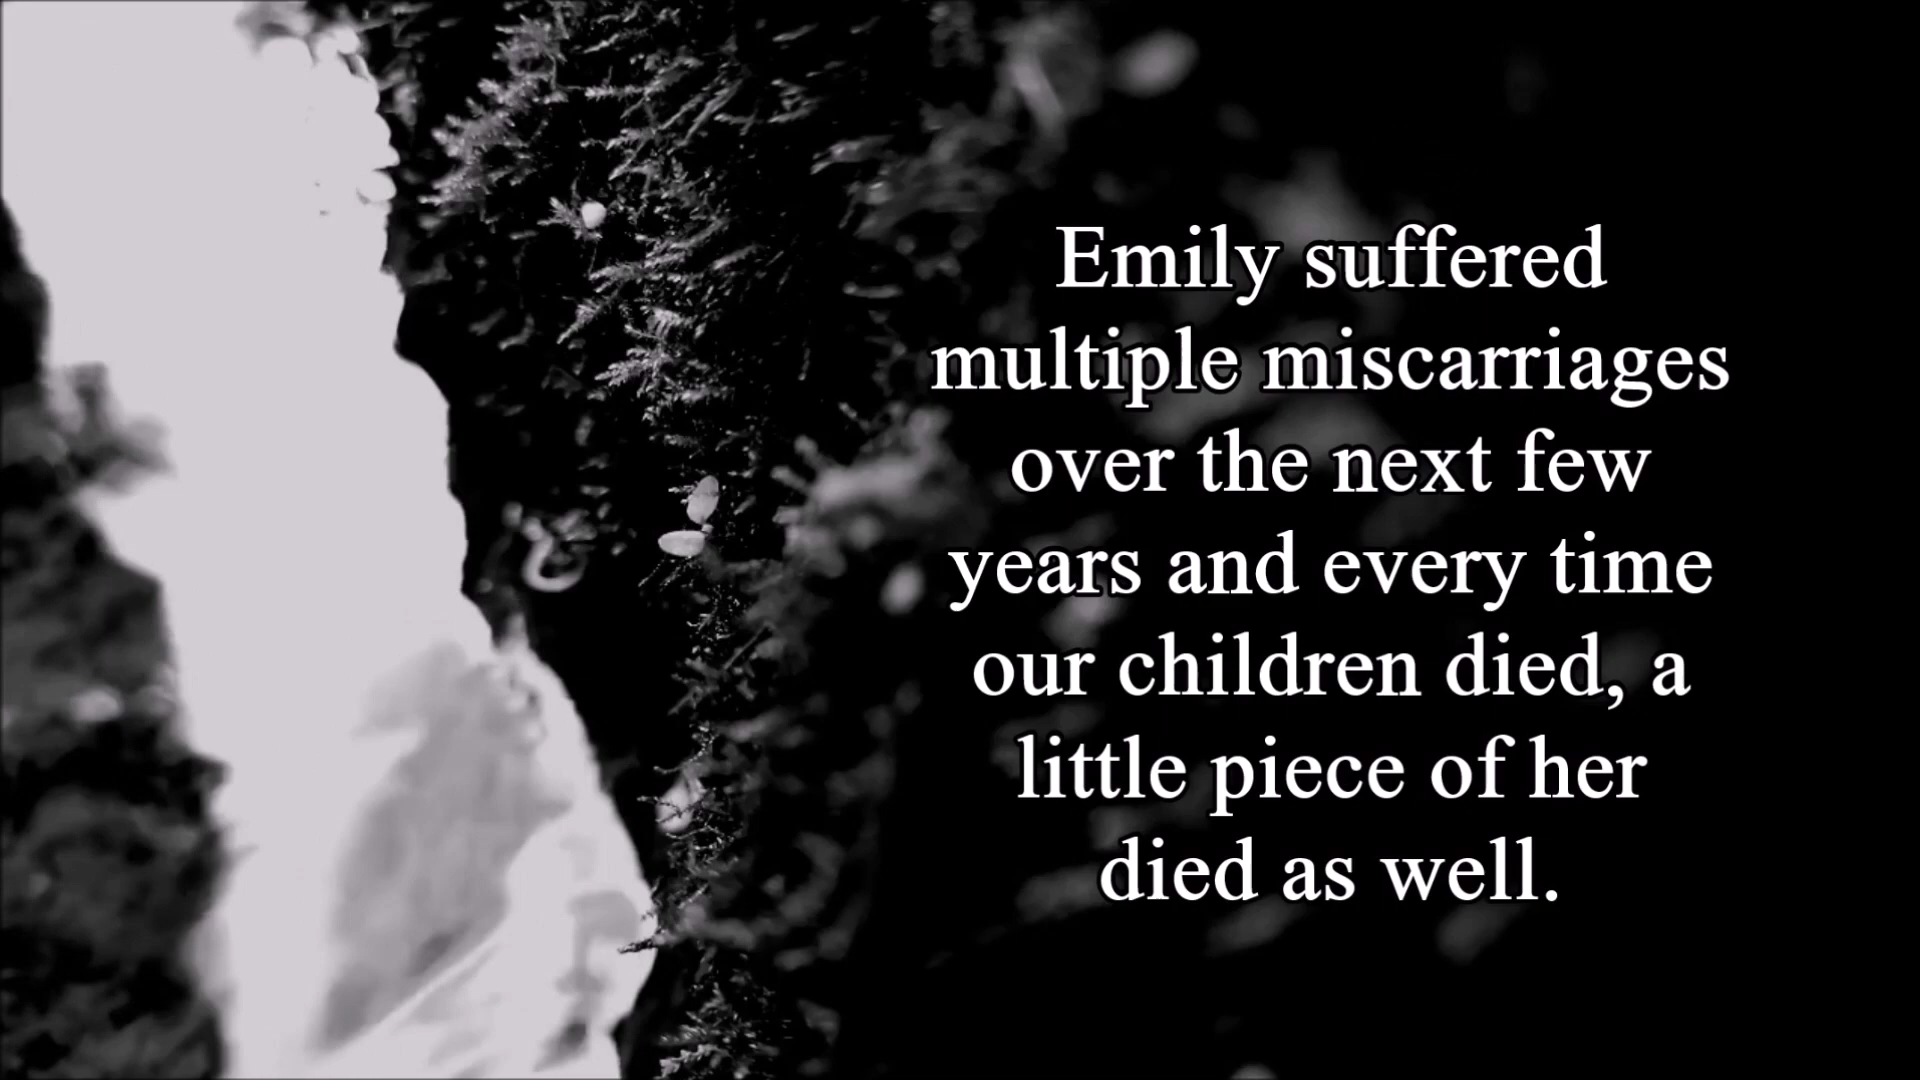 Emily suffered
multiple miscarriages
over the next few
years and every time
our children died, a
little piece of her
died as well.